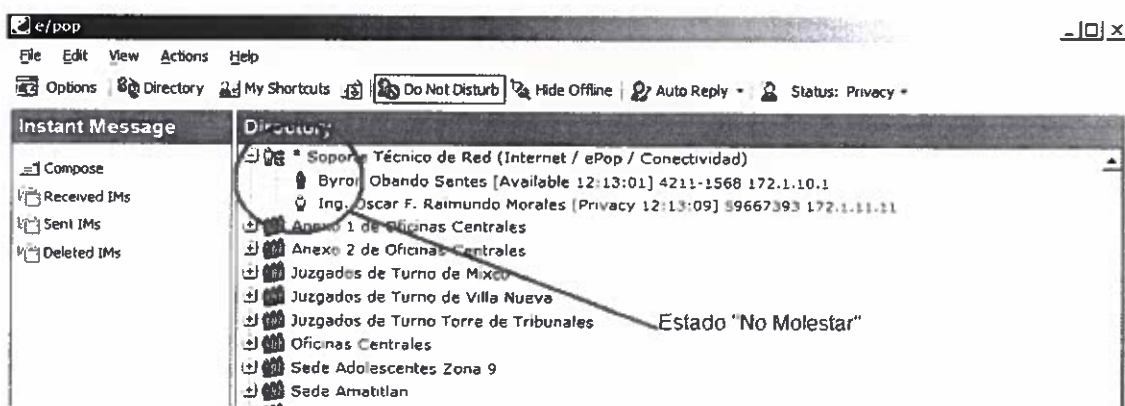 e/pop
File Edit View Actions Help
Options Directory My Shortcuts Do Not Disturb Hide Offline Auto Reply Status: Privacy
Instant Message
Compose
Received IMs
Sent IMs
Deleted IMs
Directory
* Soporte Técnico de Red (Internet / ePop / Conectividad)
Byron Obando Santes [Available 12:13:01] 4211-1568 172.1.10.1
Ing. Oscar F. Raimundo Morales [Privacy 12:13:09] 59667393 172.1.11.11
Anexo 1 de Oficinas Centrales
Anexo 2 de Oficinas Centrales
Juzgados de Turno de Mixco
Juzgados de Turno de Villa Nueva
Juzgados de Turno Torre de Tribunales
Oficinas Centrales
Sede Adolescentes Zona 9
Sede Amatitlan
Estado "No Molestar"